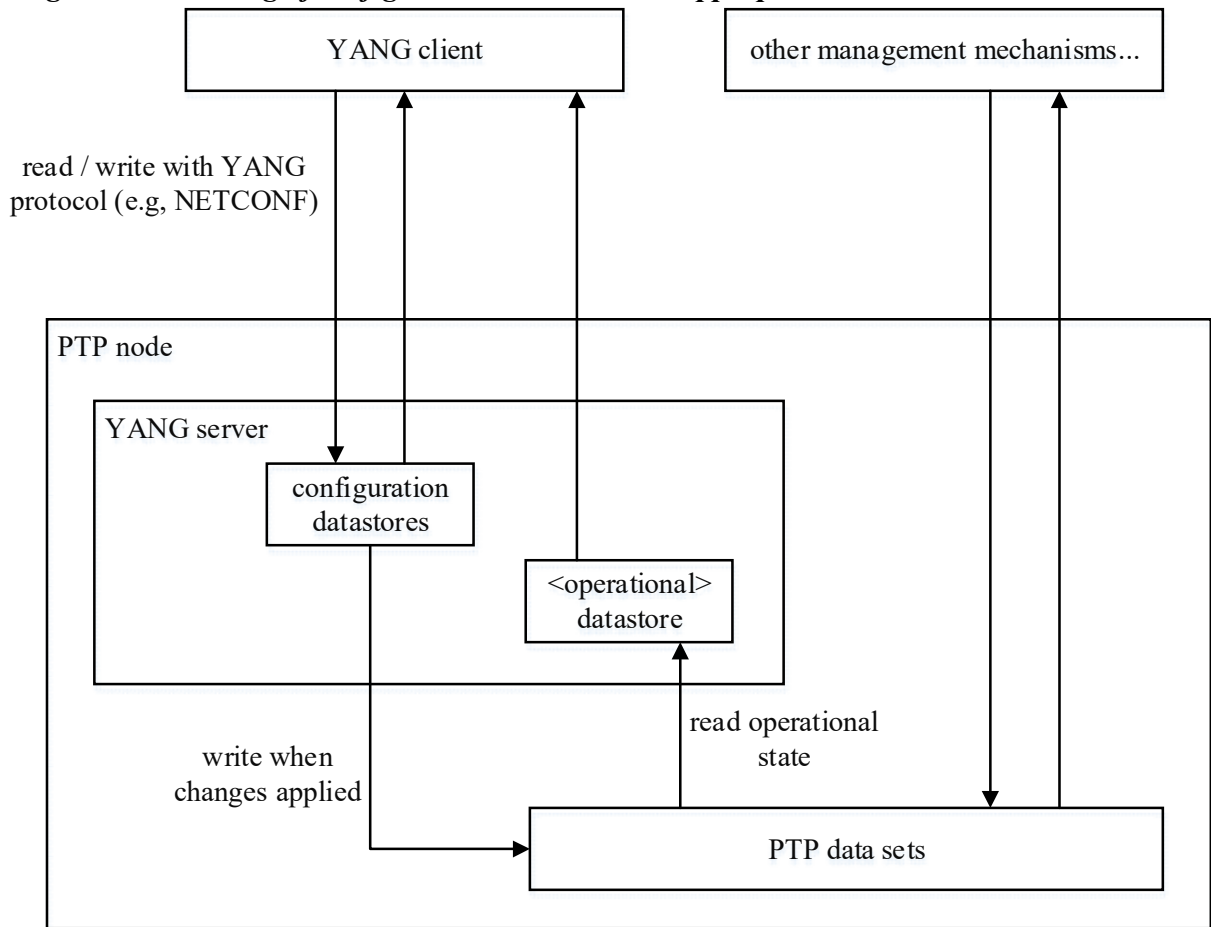 YANG client
other management mechanisms...
read / write with YANG
protocol (e.g, NETCONF)
PTP node
YANG server
configuration
datastores
<operational>
datastore
read operational
state
write when
changes applied
PTP data sets